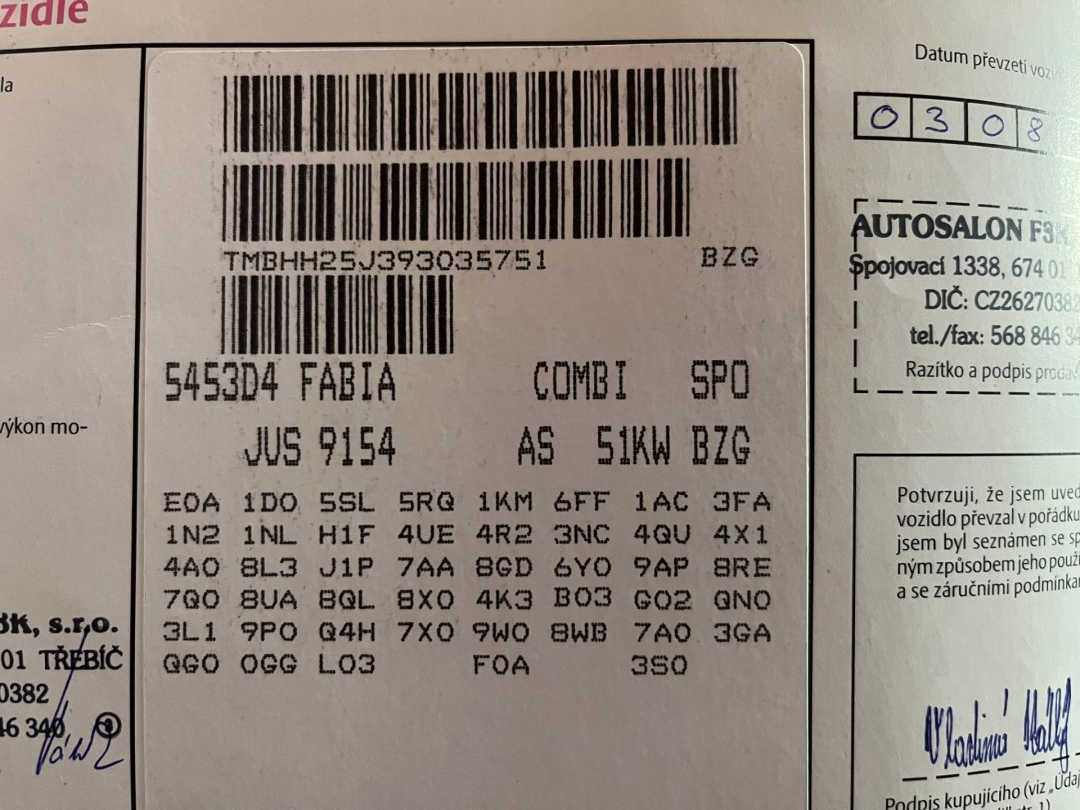 zidle
la
výkon mo-
3K, s.r.o.
01 TŘEBÍČ
0382
46 340
TMBHH25J393035751 BZG
5453D4 FABIA COMBI SPO
JUS 9154 AS 51KW BZG
E0A 1D0 5SL 5RQ 1KM 6FF 1AC 3FA
1N2 1NL H1F 4UE 4R2 3NC 4QU 4X1
4A0 8L3 J1P 7AA 8GD 6Y0 9AP 8RE
7Q0 8UA 8QL 8X0 4K3 B03 G02 QN0
3L1 9P0 Q4H 7X0 9W0 8WB 7A0 3GA
QG0 0GG L03 F0A 3S0
Datum převzetí vozi
0 3 0 8
AUTOSALON F3K
Spojovací 1338, 674 01
DIČ: CZ26270382
tel./fax: 568 846 34
Razítko a podpis proda
Potvrzuji, že jsem uved
vozidlo převzal v pořádku
jsem byl seznámen se sp
ným způsobem jeho použí
a se záručními podmínka
Podpis kupujícího (viz „Údaj